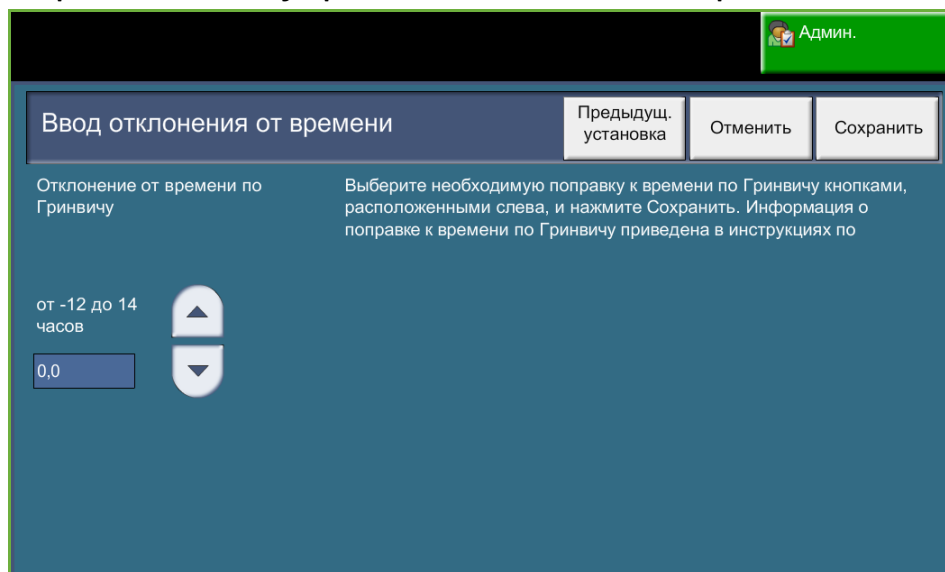 Админ.
Ввод отклонения от времени
Предыдущ.
установка
Отменить
Сохранить
Отклонение от времени по
Гринвичу
Выберите необходимую поправку к времени по Гринвичу кнопками,
расположенными слева, и нажмите Сохранить. Информация о
поправке к времени по Гринвичу приведена в инструкциях по
от -12 до 14
часов
0,0